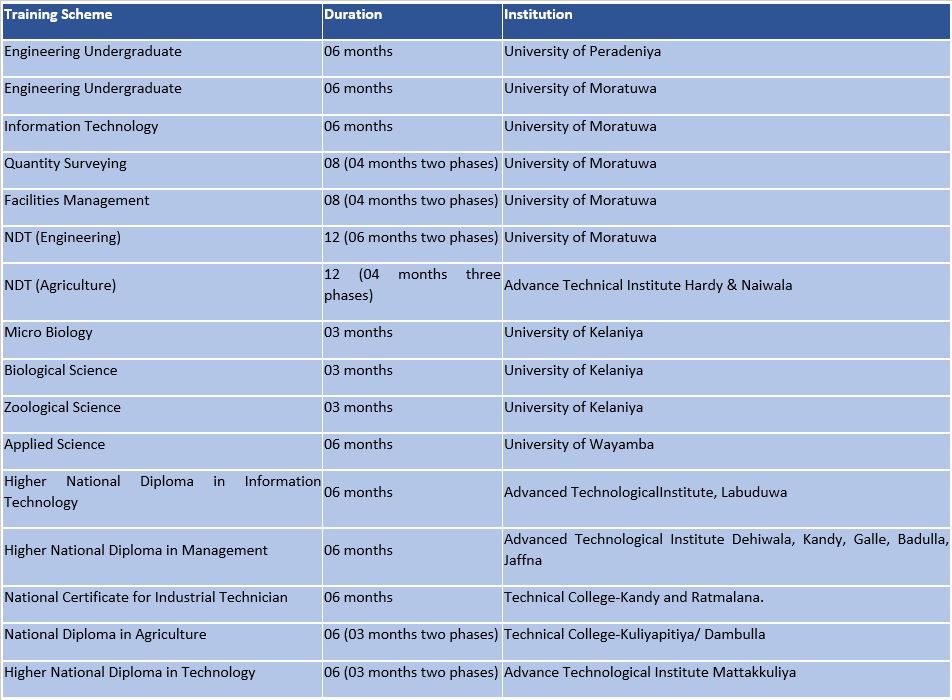 Training Scheme Duration Institution
Engineering Undergraduate 06 months University of Peradeniya
Engineering Undergraduate 06 months University of Moratuwa
Information Technology 06 months University of Moratuwa
Quantity Surveying 08 (04 months two phases) University of Moratuwa
Facilities Management 08 (04 months two phases) University of Moratuwa
NDT (Engineering) 12 (06 months two phases) University of Moratuwa
NDT (Agriculture) 12 (04 months three
phases) Advance Technical Institute Hardy & Naiwala
Micro Biology 03 months University of Kelaniya
Biological Science 03 months University of Kelaniya
Zoological Science 03 months University of Kelaniya
Applied Science 06 months University of Wayamba
Higher National Diploma in Information
Technology 06 months Advanced TechnologicalInstitute, Labuduwa
Higher National Diploma in Management 06 months Advanced Technological Institute Dehiwala, Kandy, Galle, Badulla,
Jaffna
National Certificate for Industrial Technician 06 months Technical College-Kandy and Ratmalana.
National Diploma in Agriculture 06 (03 months two phases) Technical College-Kuliyapitiya/ Dambulla
Higher National Diploma in Technology 06 (03 months two phases) Advance Technological Institute Mattakkuliya